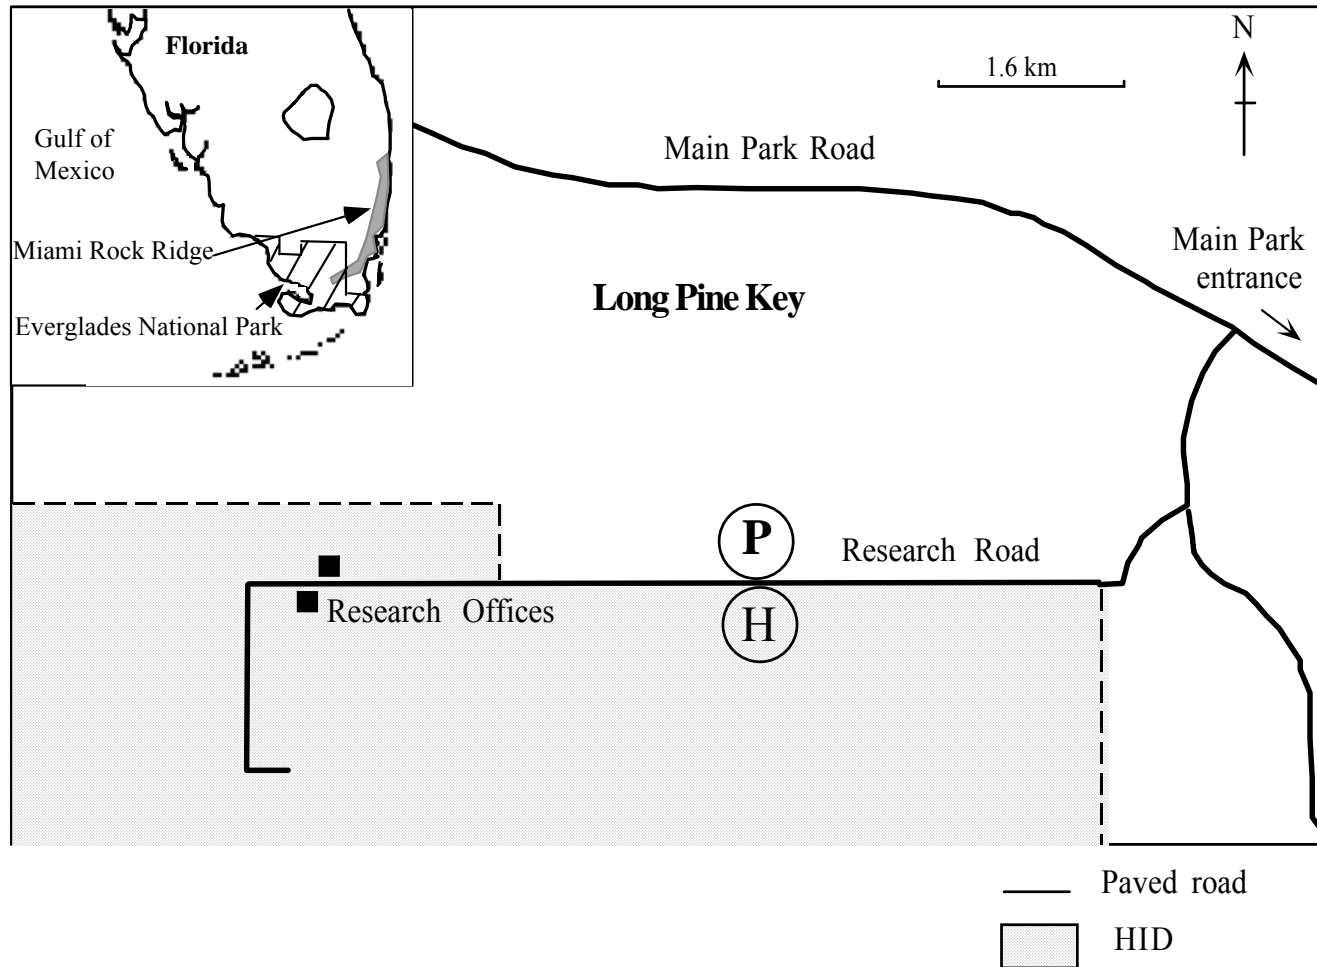 Florida
Gulf of
Mexico
Miami Rock Ridge
Everglades National Park
N
1.6 km
Main Park Road
Main Park
entrance
Long Pine Key
P
Research Road
H
Research Offices
Paved road
HID